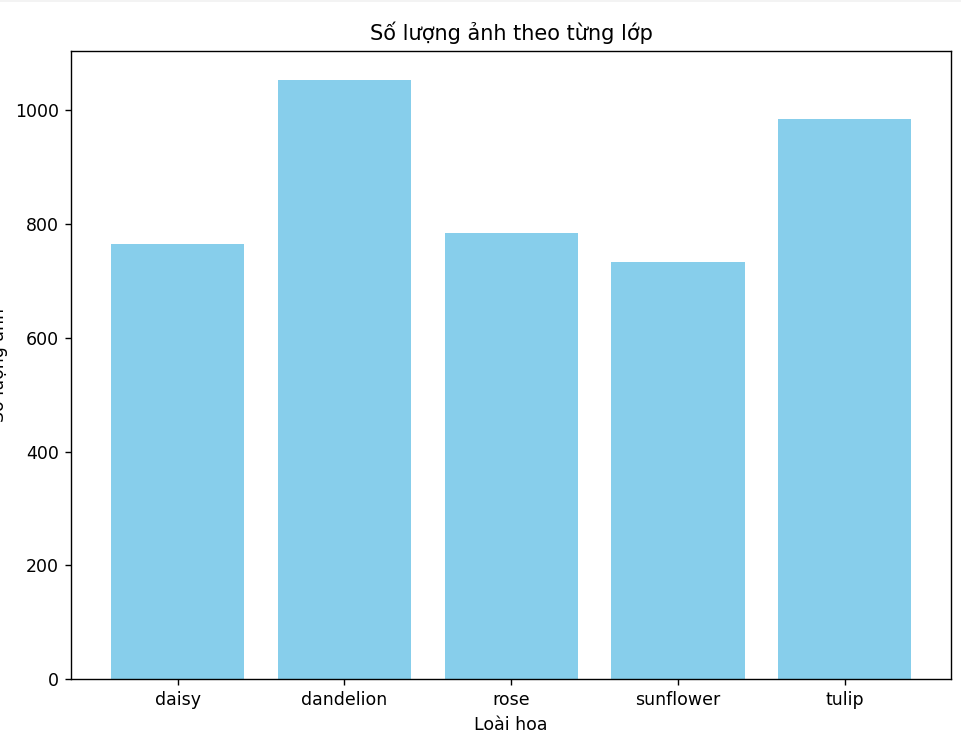 Số lượng ảnh theo từng lớp
1000
800
600
400
200
0
daisy dandelion rose sunflower tulip
Loài hoa